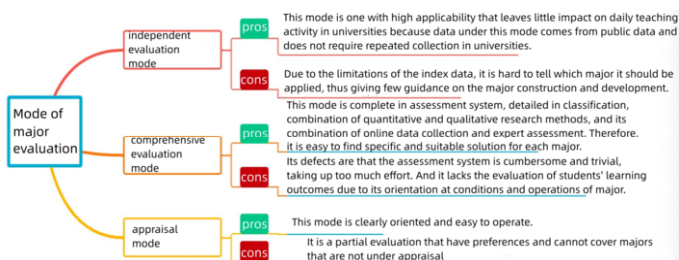 This mode is one with high applicability that leaves little impact on daily teaching
independent
evaluation
mode
pros
activity in universities because data under this mode comes from public data and
does not require repeated collection in universities.
cons
Due to the limitations of the index data, it is hard to tell which major it should be
applied, thus giving few guidance on the major construction and development.
Mode of
major
evaluation
comprehensive
evaluation
mode
pros
This mode is complete in assessment system, detailed in classification,
combination of quantitative and qualitative research methods, and its
combination of online data collection and expert assessment. Therefore.
it is easy to find specific and suitable solution for each major.
cons
Its defects are that the assessment system is cumbersome and trivial,
taking up too much effort. And it lacks the evaluation of students' learning
outcomes due to its orientation at conditions and operations of major.
appraisal
mode
pros
This mode is clearly oriented and easy to operate.
cons
It is a partial evaluation that have preferences and cannot cover majors
that are not under appraisal